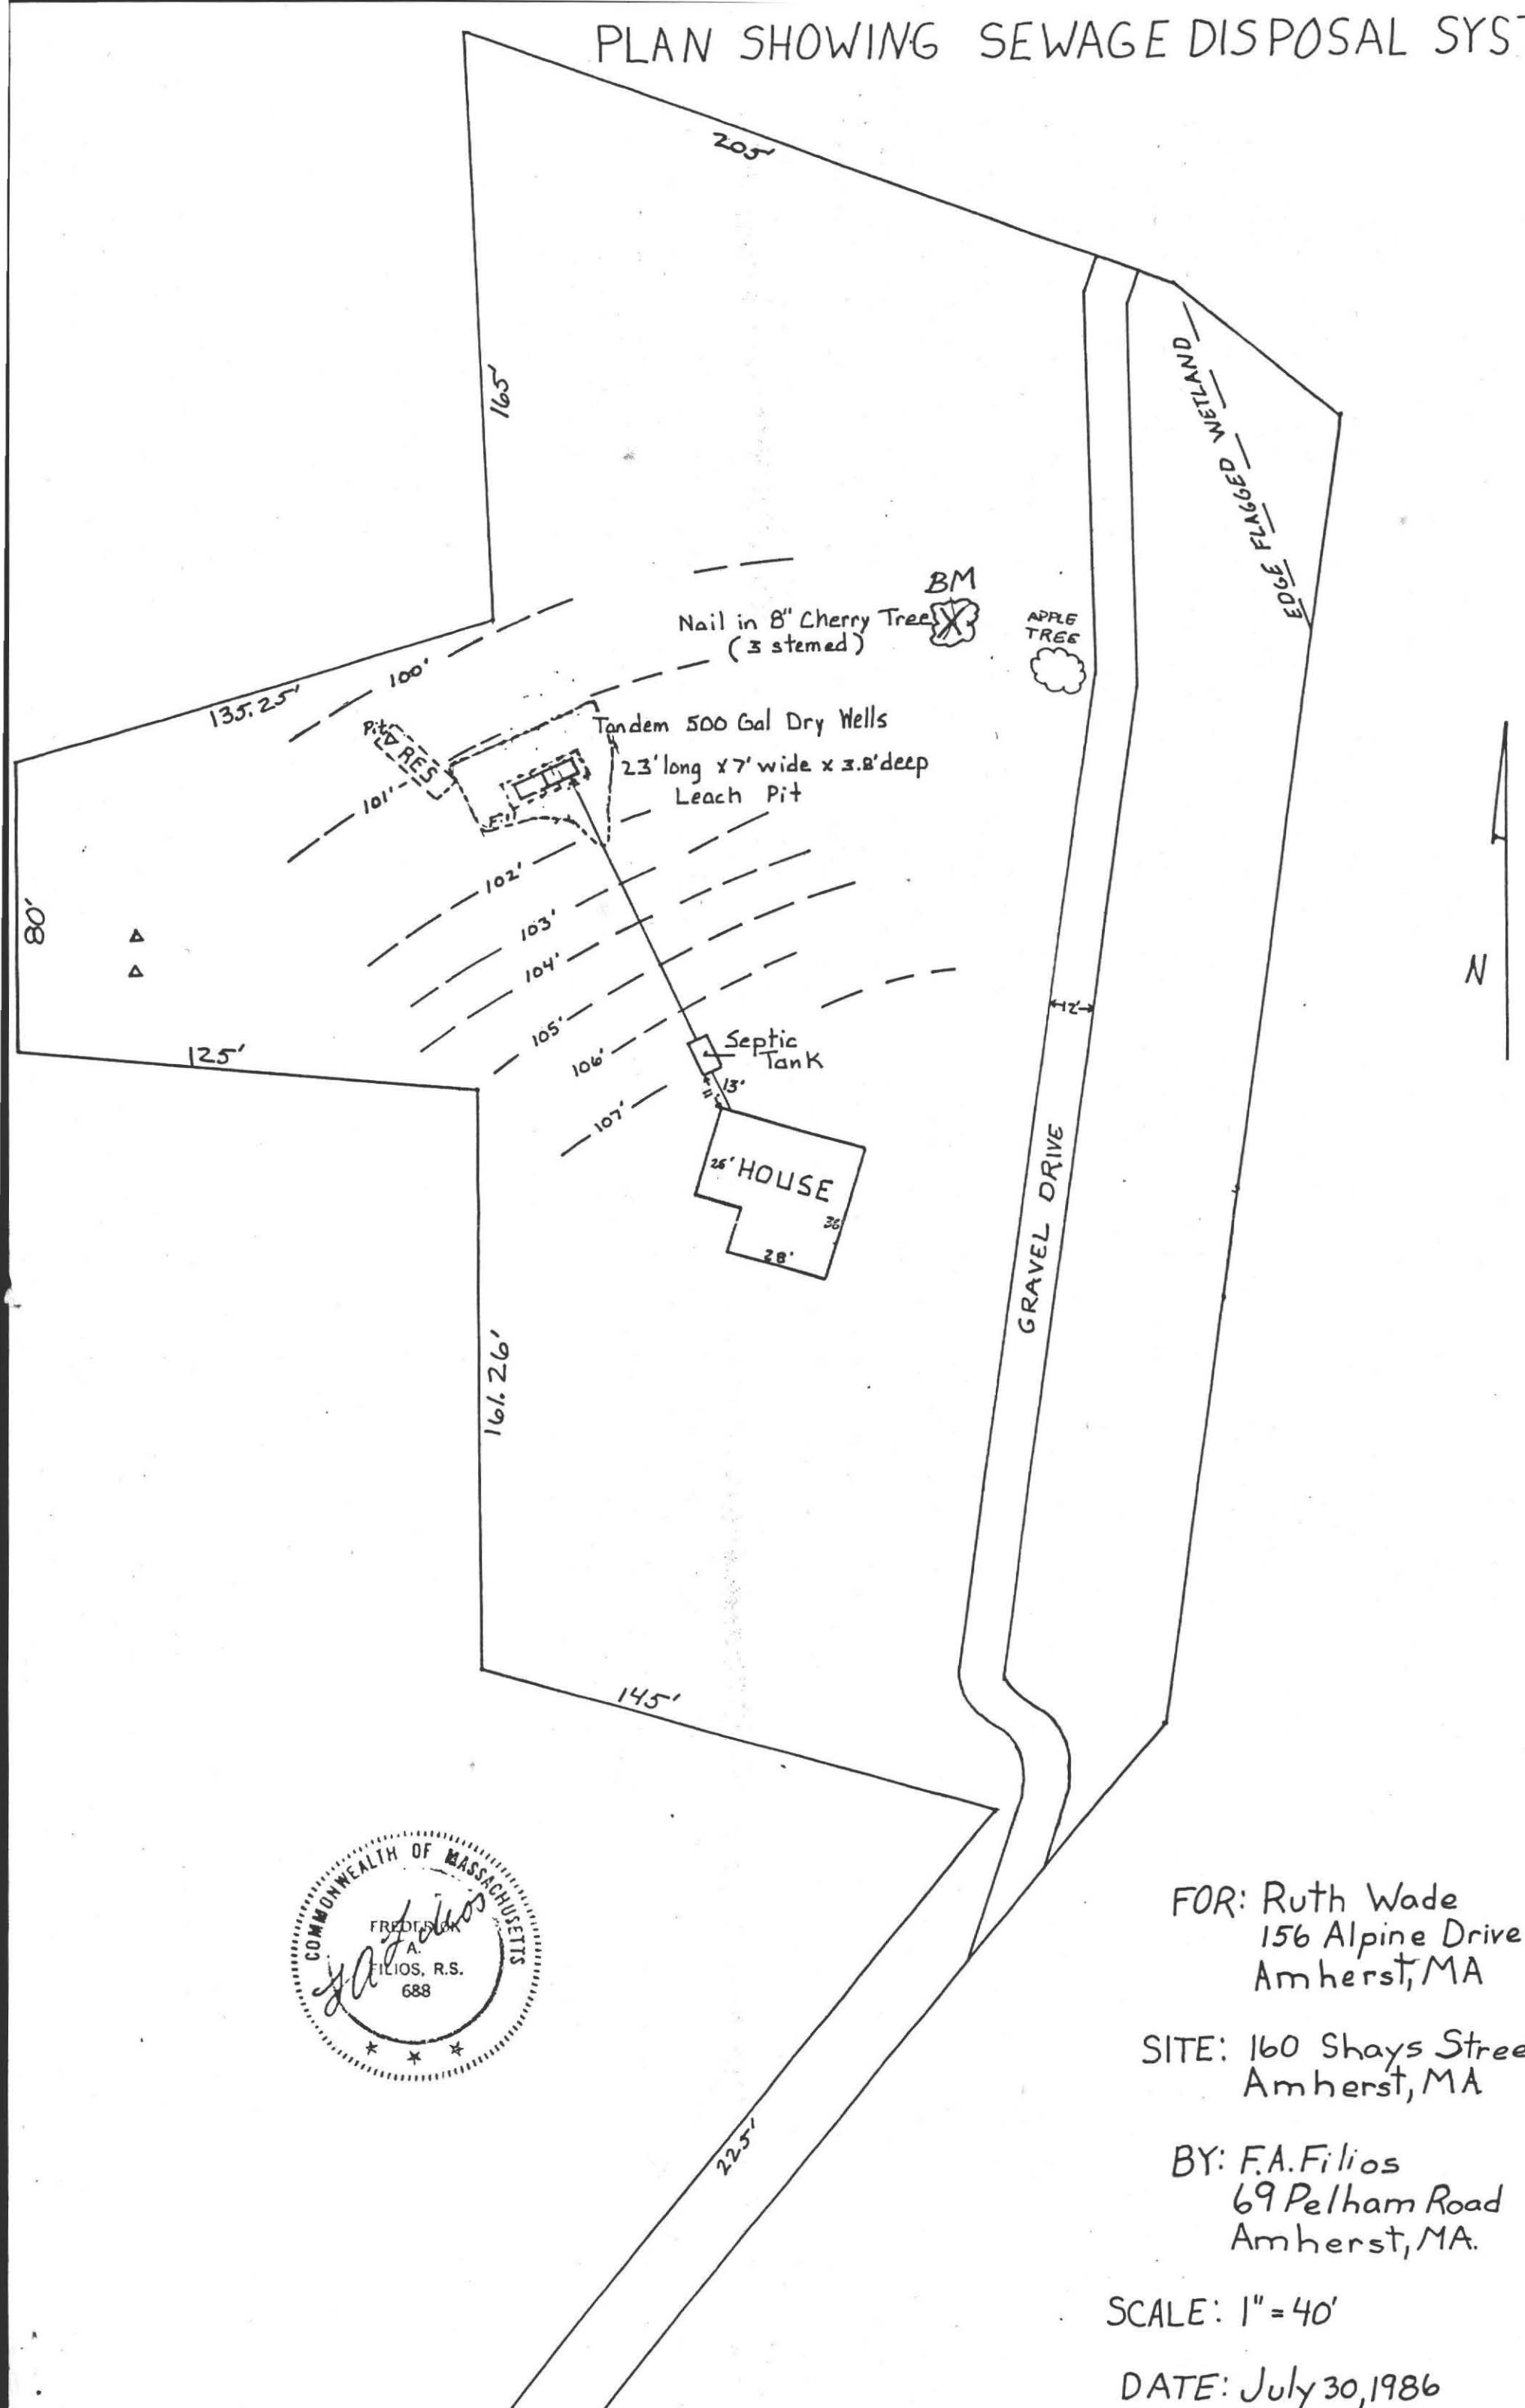 PLAN SHOWING SEWAGE DISPOSAL SYST
205'
165'
EDGE FLAGGED WETLAND
BM
Nail in 8" Cherry Tree
(3 stemed)
APPLE
TREE
100'
135.25'
Pit
RES
Tandem 500 Gal Dry Wells
23' long x 7' wide x 3.8' deep
Leach Pit
101'
102'
103'
104'
105'
106'
107'
80'
125'
N
12'
Septic
Tank
13'
11'
HOUSE
36
28'
GRAVEL DRIVE
161.26'
145'
225'
COMMONWEALTH OF MASSACHUSETTS
FREDERICK
A.
FILIOS, R.S.
688
FOR: Ruth Wade
156 Alpine Drive
Amherst, MA
SITE: 160 Shays Stree
Amherst, MA
BY: F.A. Filios
69 Pelham Road
Amherst, MA.
SCALE: 1" = 40'
DATE: July 30, 1986